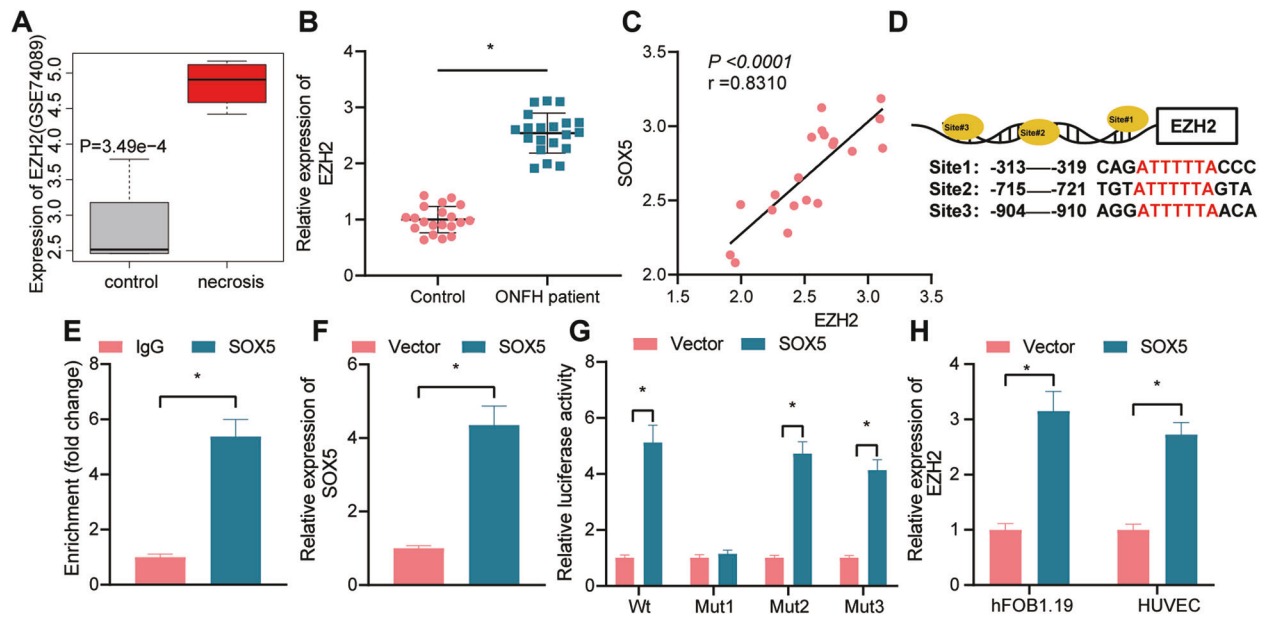 A
Expression of EZH2(GSE74089)
5.0
4.5
4.0
3.5
3.0
2.5
P=3.49e−4
control
necrosis
B
Relative expression of
EZH2
4
3
2
1
0
*
Control
ONFH patient
C
SOX5
3.5
3.0
2.5
2.0
P <0.0001
r =0.8310
1.5
2.0
2.5
3.0
3.5
EZH2
D
Site#3
Site#2
Site#1
EZH2
Site1: -313——-319 CAGATTTTTACCC
Site2: -715——-721 TGTATTTTTAGTA
Site3: -904——-910 AGGATTTTTAACA
E
IgG
SOX5
Enrichment (fold change)
8
6
4
2
0
*
F
Vector
SOX5
Relative expression of
SOX5
6
4
2
0
*
G
Vector
SOX5
Relative luciferase activity
8
6
4
2
0
*
*
*
Wt
Mut1
Mut2
Mut3
H
Vector
SOX5
Relative expression of
EZH2
4
3
2
1
0
*
*
hFOB1.19
HUVEC